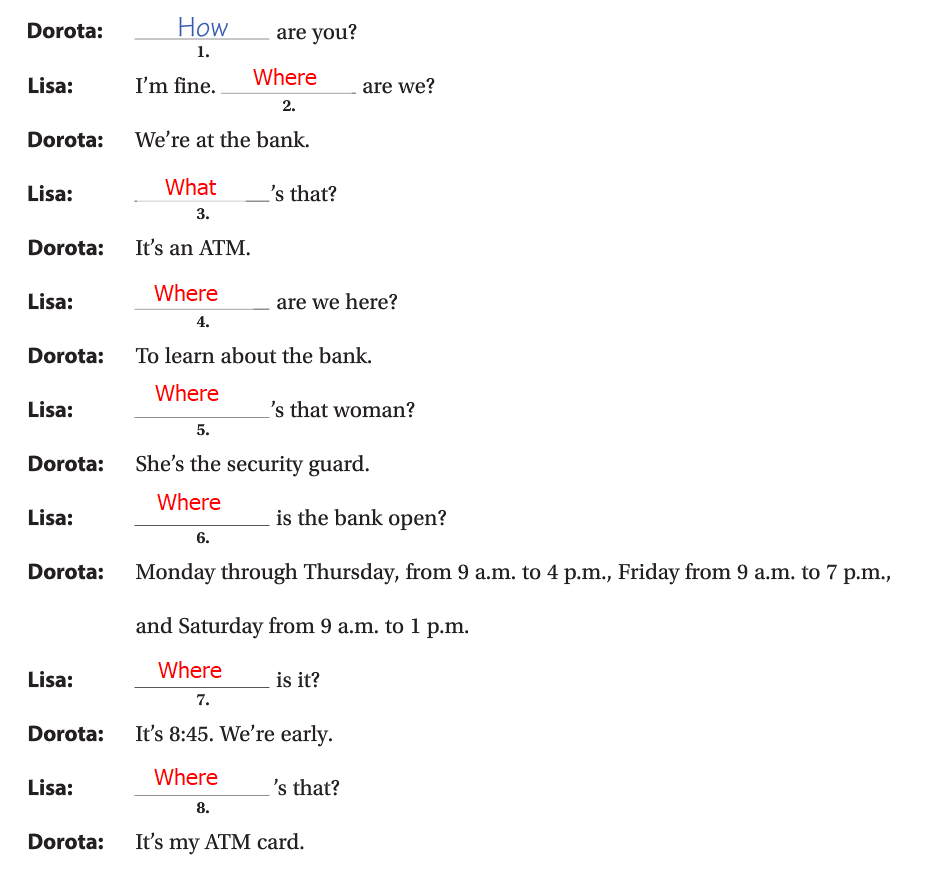 Dorota: How are you?
1.
Lisa: I'm fine. Where are we?
2.
Dorota: We're at the bank.
Lisa: What's that?
3.
Dorota: It's an ATM.
Lisa: Where are we here?
4.
Dorota: To learn about the bank.
Lisa: Where's that woman?
5.
Dorota: She's the security guard.
Lisa: Where is the bank open?
6.
Dorota: Monday through Thursday, from 9 a.m. to 4 p.m., Friday from 9 a.m. to 7 p.m.,
and Saturday from 9 a.m. to 1 p.m.
Lisa: Where is it?
7.
Dorota: It's 8:45. We're early.
Lisa: Where's that?
8.
Dorota: It's my ATM card.